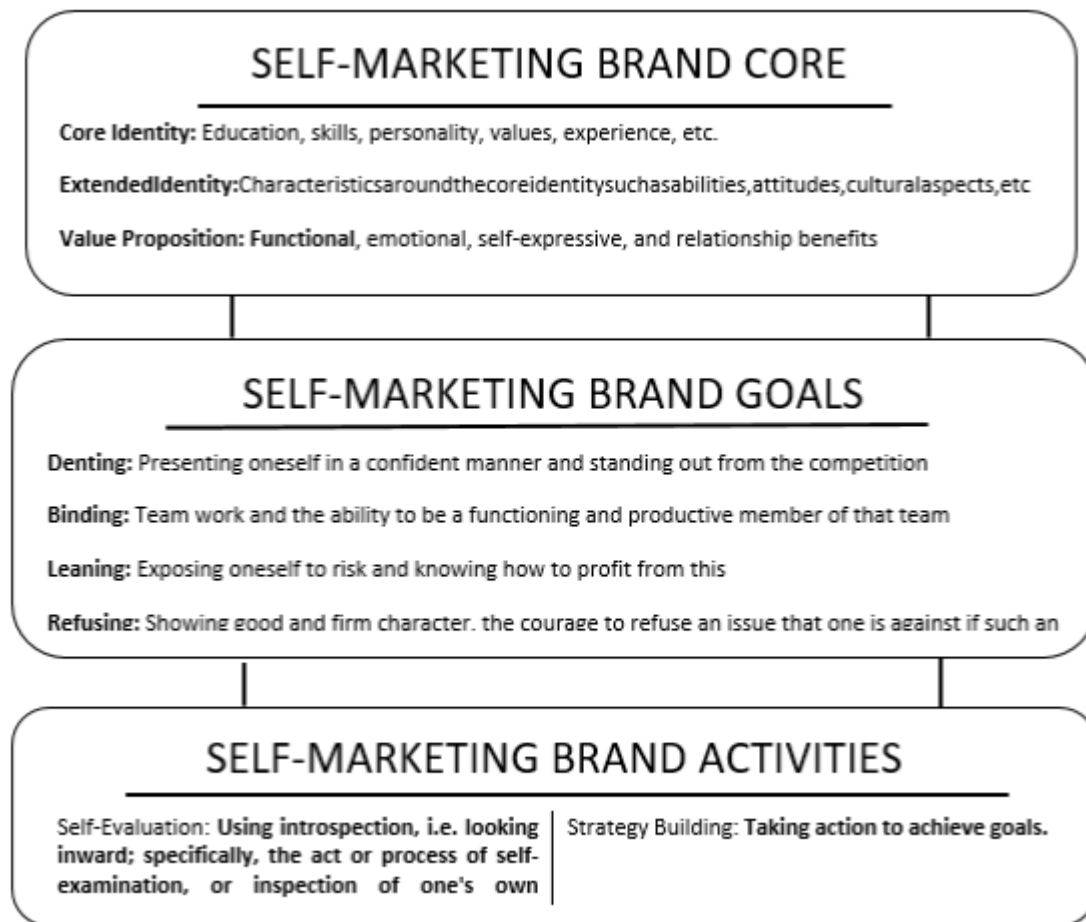 SELF-MARKETING BRAND CORE
Core Identity: Education, skills, personality, values, experience, etc.
ExtendedIdentity:Characteristicsaroundthecoreidentitysuchasabilities,attitudes,culturalaspects,etc
Value Proposition: Functional, emotional, self-expressive, and relationship benefits
SELF-MARKETING BRAND GOALS
Denting: Presenting oneself in a confident manner and standing out from the competition
Binding: Team work and the ability to be a functioning and productive member of that team
Leaning: Exposing oneself to risk and knowing how to profit from this
Refusing: Showing good and firm character, the courage to refuse an issue that one is against if such an
SELF-MARKETING BRAND ACTIVITIES
Self-Evaluation: Using introspection, i.e. looking
inward; specifically, the act or process of self-
examination, or inspection of one's own
Strategy Building: Taking action to achieve goals.